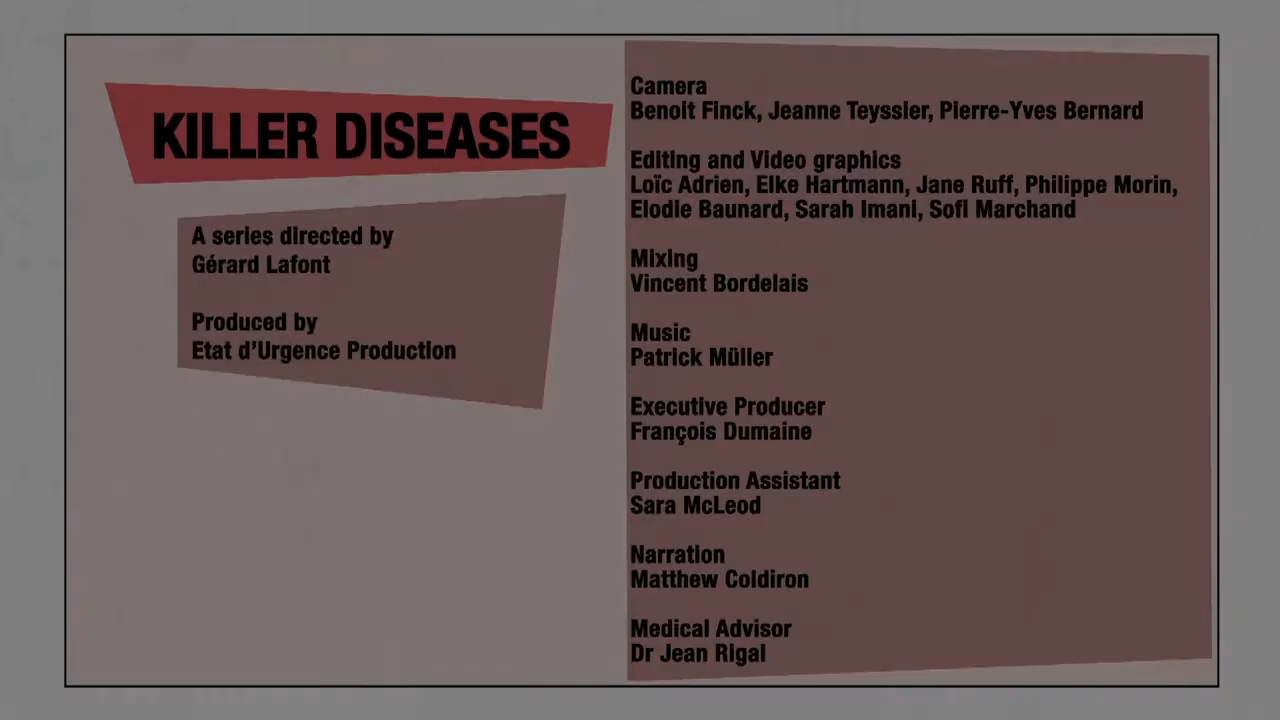 KILLER DISEASES
A series directed by
Gérard Lafont
Produced by
Etat d'Urgence Production
Camera
Benoit Finck, Jeanne Teyssier, Pierre-Yves Bernard
Editing and Video graphics
Loïc Adrien, Elke Hartmann, Jane Ruff, Philippe Morin,
Elodie Baunard, Sarah Imani, Sofi Marchand
Mixing
Vincent Bordelais
Music
Patrick Müller
Executive Producer
François Dumaine
Production Assistant
Sara McLeod
Narration
Matthew Coldiron
Medical Advisor
Dr Jean Rigal